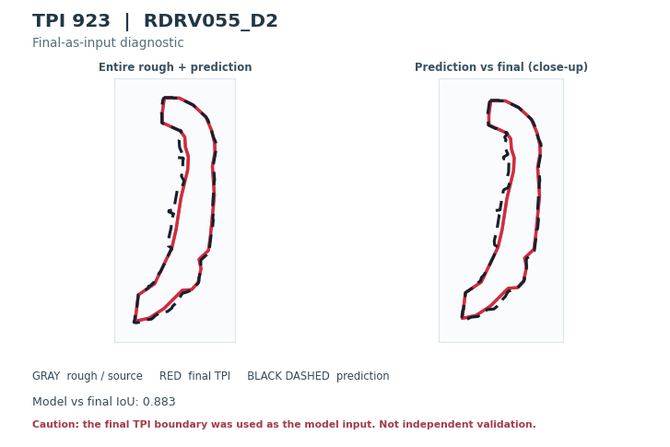 TPI 923 | RDRV055_D2
Final-as-input diagnostic
Entire rough + prediction
Prediction vs final (close-up)
GRAY rough / source RED final TPI BLACK DASHED prediction
Model vs final IoU: 0.883
Caution: the final TPI boundary was used as the model input. Not independent validation.